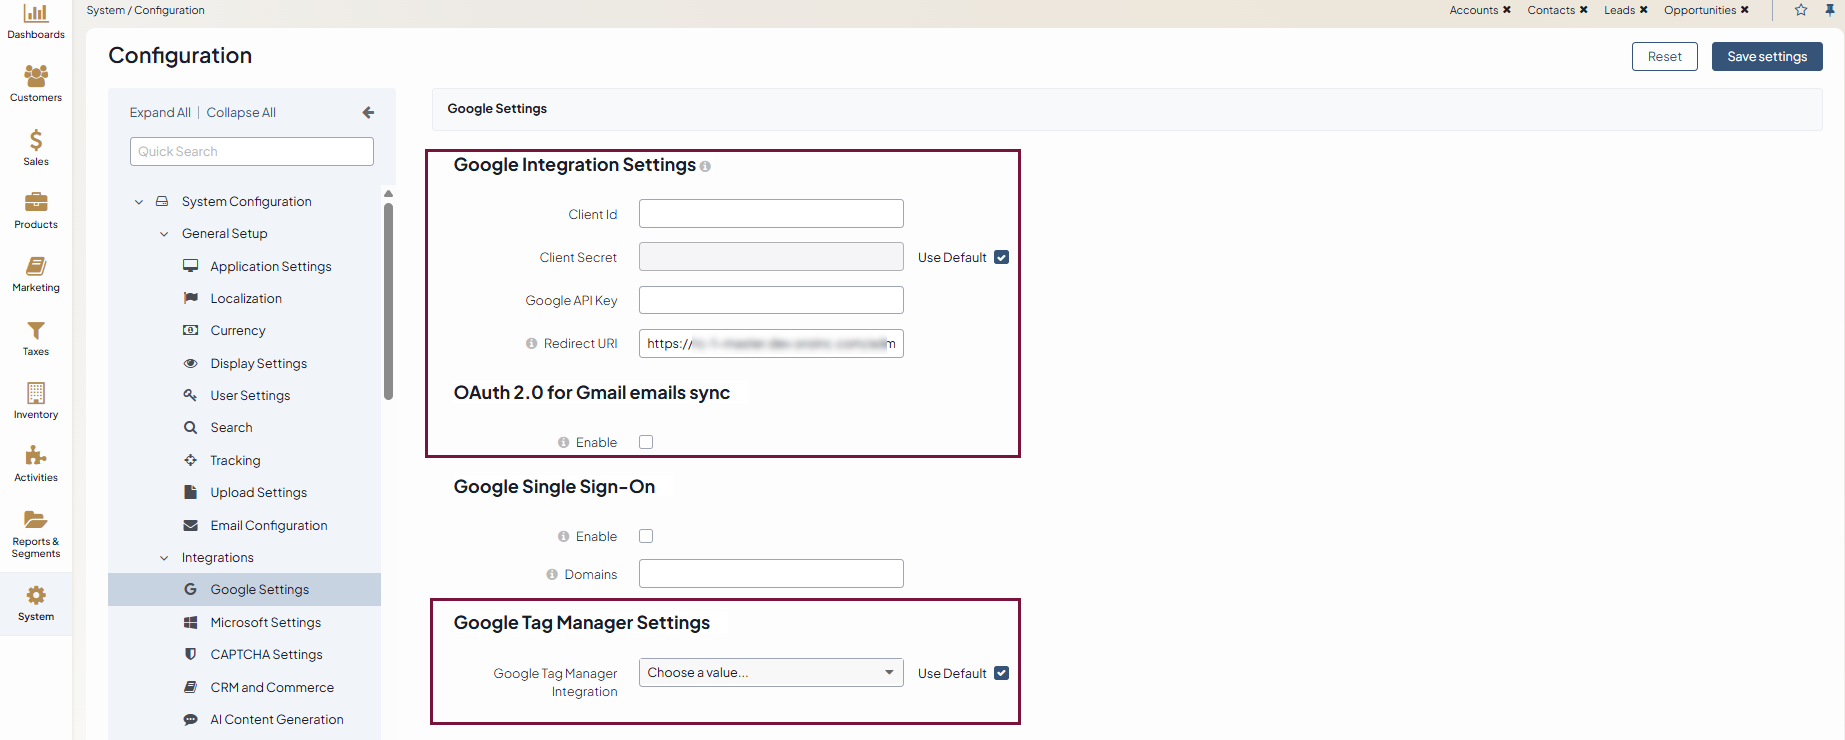 System / Configuration
Accounts ✖ Contacts ✖ Leads ✖ Opportunities ✖
Dashboards
Customers
Sales
Products
Marketing
Taxes
Inventory
Activities
Reports &
Segments
System
Configuration
Reset
Save settings
Expand All | Collapse All
Quick Search
System Configuration
General Setup
Application Settings
Localization
Currency
Display Settings
User Settings
Search
Tracking
Upload Settings
Email Configuration
Integrations
Google Settings
Microsoft Settings
CAPTCHA Settings
CRM and Commerce
AI Content Generation
Google Settings
Google Integration Settings
Client Id
Client Secret
Use Default
Google API Key
Redirect URI
https://
OAuth 2.0 for Gmail emails sync
Enable
Google Single Sign-On
Enable
Domains
Google Tag Manager Settings
Google Tag Manager
Integration
Choose a value...
Use Default